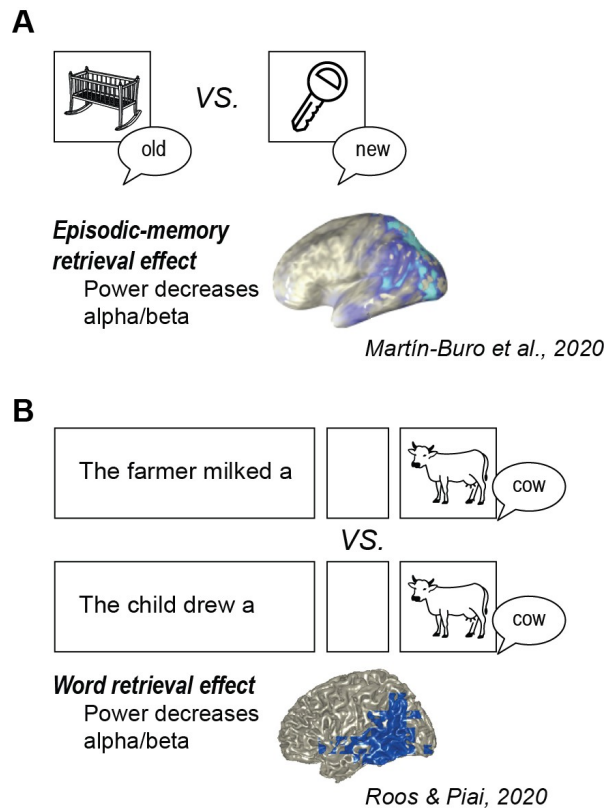 A
VS.
old
new
Episodic-memory
retrieval effect
Power decreases
alpha/beta
Martín-Buro et al., 2020
B
The farmer milked a
cow
VS.
The child drew a
cow
Word retrieval effect
Power decreases
alpha/beta
Roos & Piai, 2020